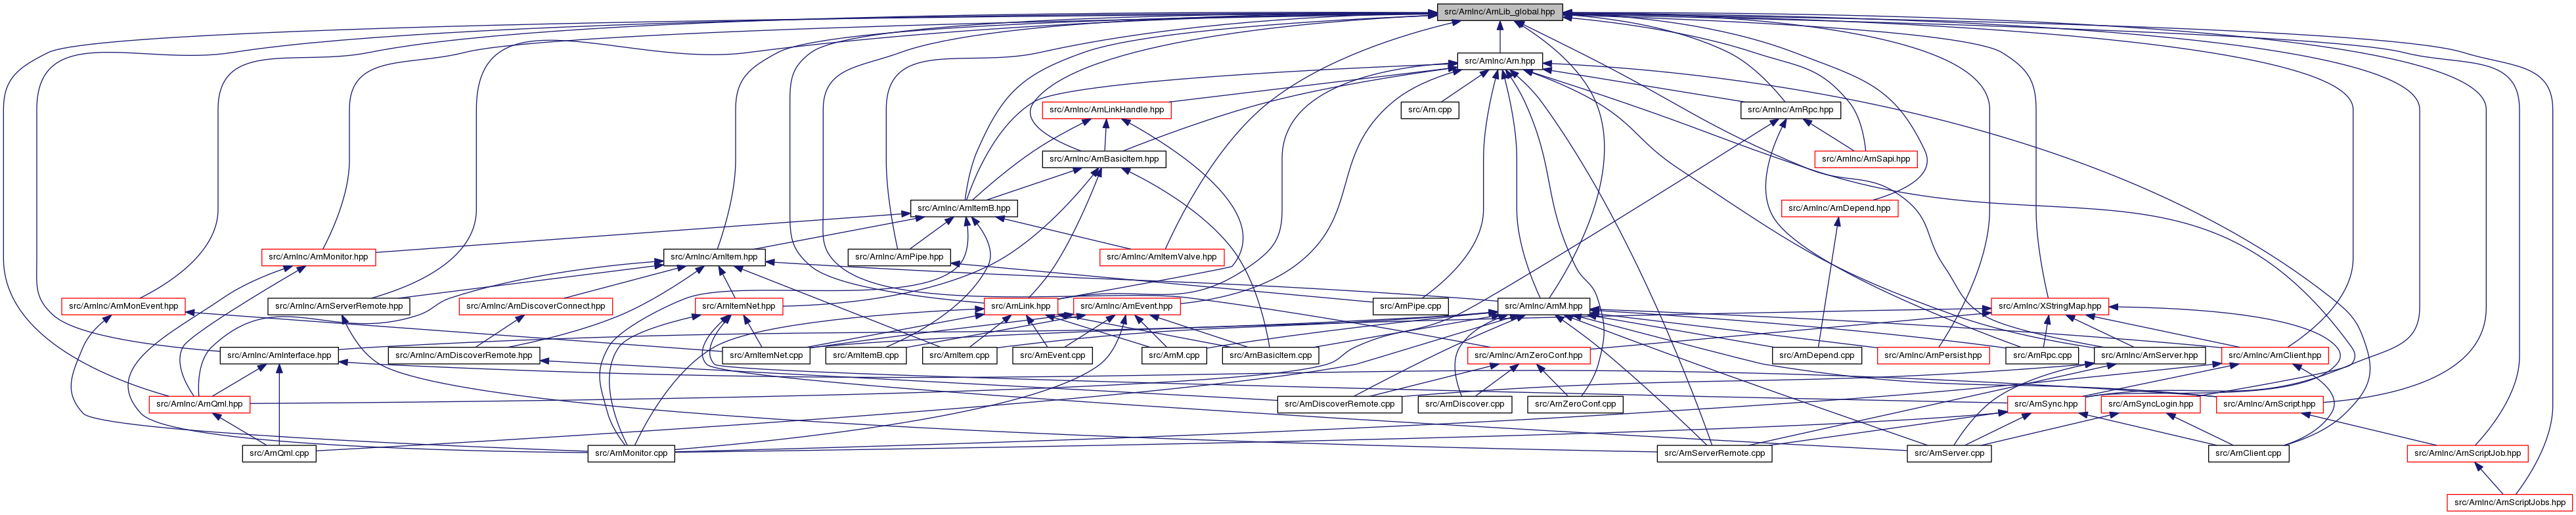 src/ArnInc/ArnLib_global.hpp
src/ArnInc/Arn.hpp
src/ArnInc/ArnLinkHandle.hpp
src/Arn.cpp
src/ArnInc/ArnRpc.hpp
src/ArnInc/ArnBasicItem.hpp
src/ArnInc/ArnSapi.hpp
src/ArnInc/ArnItemB.hpp
src/ArnInc/ArnDepend.hpp
src/ArnInc/ArnMonitor.hpp
src/ArnInc/ArnItem.hpp
src/ArnInc/ArnPipe.hpp
src/ArnInc/ArnItemValve.hpp
src/ArnInc/ArnMonEvent.hpp
src/ArnInc/ArnServerRemote.hpp
src/ArnInc/ArnDiscoverConnect.hpp
src/ArnItemNet.hpp
src/ArnLink.hpp
src/ArnInc/ArnEvent.hpp
src/ArnPipe.cpp
src/ArnInc/ArnM.hpp
src/ArnInc/XStringMap.hpp
src/ArnInc/ArnInterface.hpp
src/ArnInc/ArnDiscoverRemote.hpp
src/ArnItemNet.cpp
src/ArnItemB.cpp
src/ArnItem.cpp
src/ArnEvent.cpp
src/ArnM.cpp
src/ArnBasicItem.cpp
src/ArnInc/ArnZeroConf.hpp
src/ArnDepend.cpp
src/ArnInc/ArnPersist.hpp
src/ArnRpc.cpp
src/ArnInc/ArnServer.hpp
src/ArnInc/ArnClient.hpp
src/ArnInc/ArnQml.hpp
src/ArnDiscoverRemote.cpp
src/ArnDiscover.cpp
src/ArnZeroConf.cpp
src/ArnSync.hpp
src/ArnSyncLogin.hpp
src/ArnInc/ArnScript.hpp
src/ArnQml.cpp
src/ArnMonitor.cpp
src/ArnServerRemote.cpp
src/ArnServer.cpp
src/ArnClient.cpp
src/ArnInc/ArnScriptJob.hpp
src/ArnInc/ArnScriptJobs.hpp